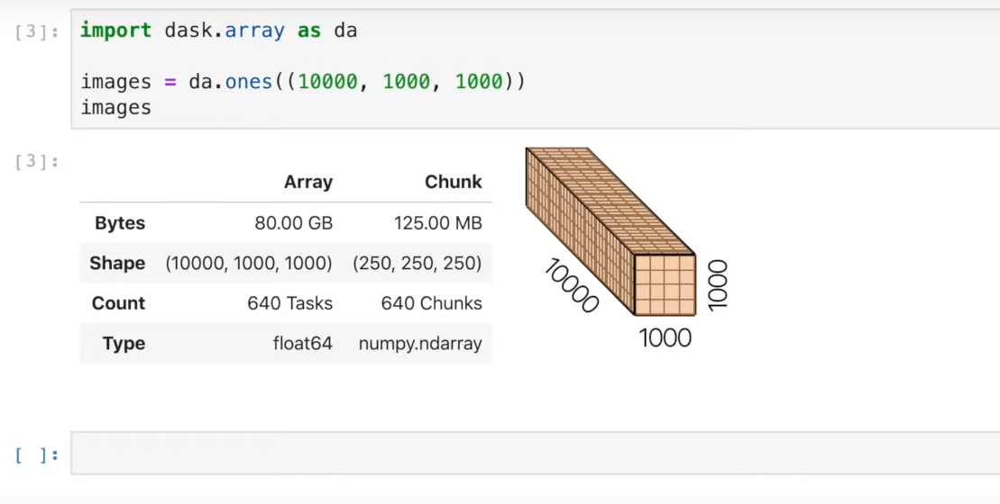 [3]: import dask.array as da
images = da.ones((10000, 1000, 1000))
images
[3]:
Array Chunk
Bytes 80.00 GB 125.00 MB
Shape (10000, 1000, 1000) (250, 250, 250)
Count 640 Tasks 640 Chunks
Type float64 numpy.ndarray
10000
1000
1000
[ ]: